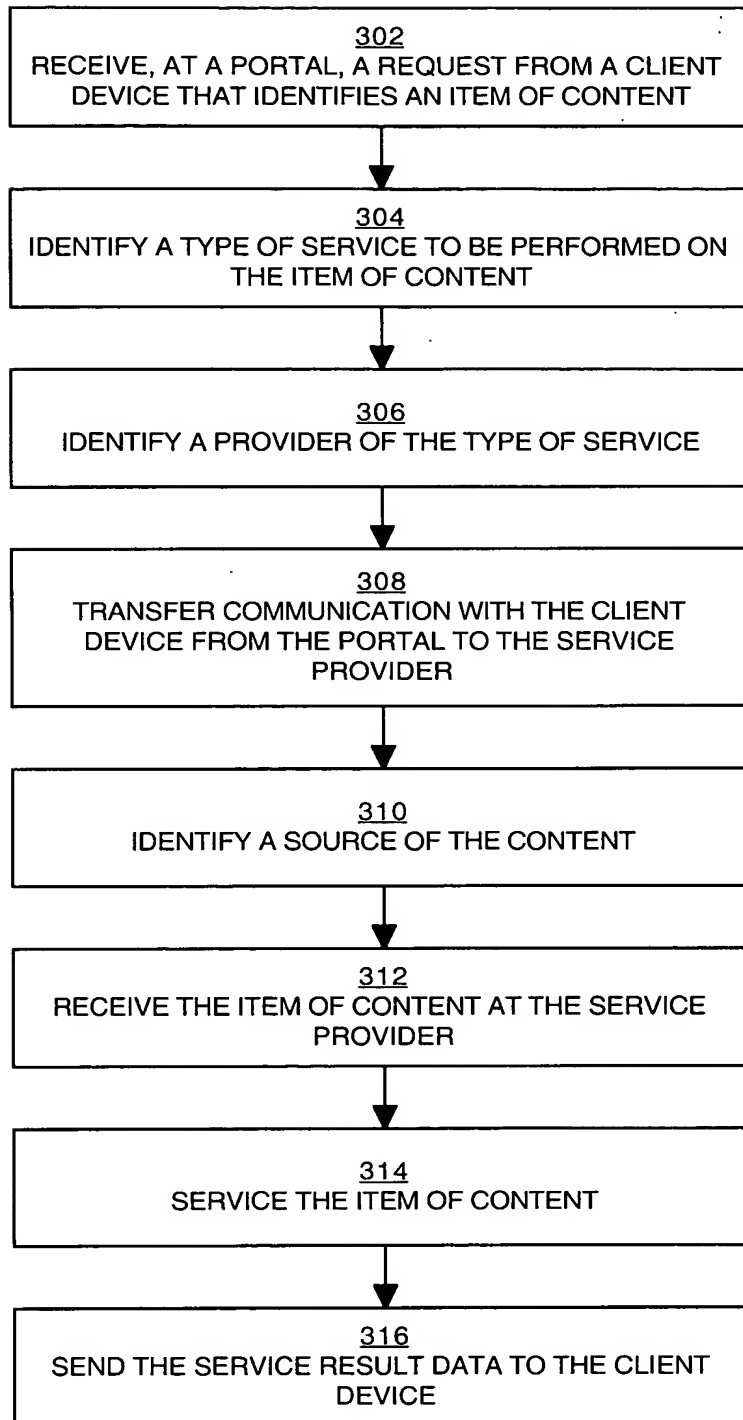 302
RECEIVE, AT A PORTAL, A REQUEST FROM A CLIENT
DEVICE THAT IDENTIFIES AN ITEM OF CONTENT
304
IDENTIFY A TYPE OF SERVICE TO BE PERFORMED ON
THE ITEM OF CONTENT
306
IDENTIFY A PROVIDER OF THE TYPE OF SERVICE
308
TRANSFER COMMUNICATION WITH THE CLIENT
DEVICE FROM THE PORTAL TO THE SERVICE
PROVIDER
310
IDENTIFY A SOURCE OF THE CONTENT
312
RECEIVE THE ITEM OF CONTENT AT THE SERVICE
PROVIDER
314
SERVICE THE ITEM OF CONTENT
316
SEND THE SERVICE RESULT DATA TO THE CLIENT
DEVICE